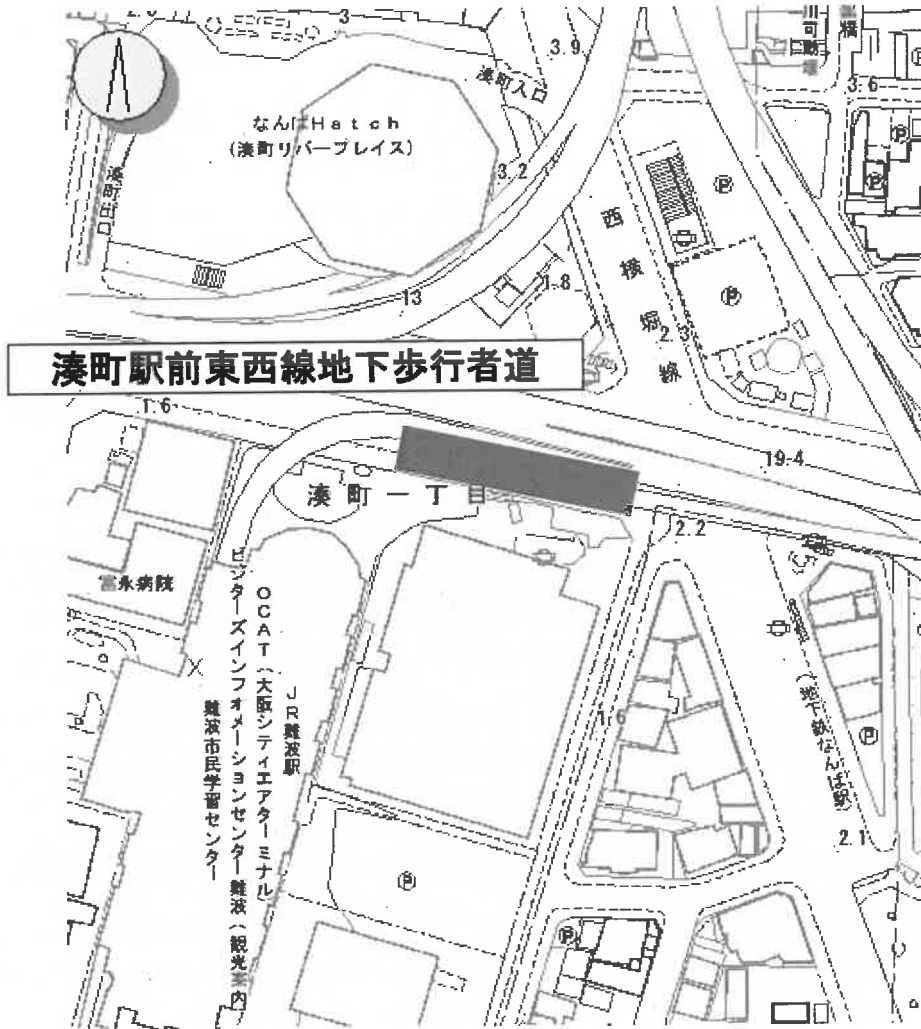 3
3.9
湊町入口
3.6
なんばHatch
(湊町リバープレイス)
湊町出口
3.2
西横堀線
1.8
13
2.3
湊町駅前東西線地下歩行者道
1.6
19.4
湊町一丁目
2.2
富永病院
OCAT(大阪シティエアターミナル)
ビジターズインフォメーションセンター難波(観光案内
JR難波駅
難波市民学習センター
1.6
(地下鉄なんば駅)
2.1
P
P
P
P
P
P
P
P